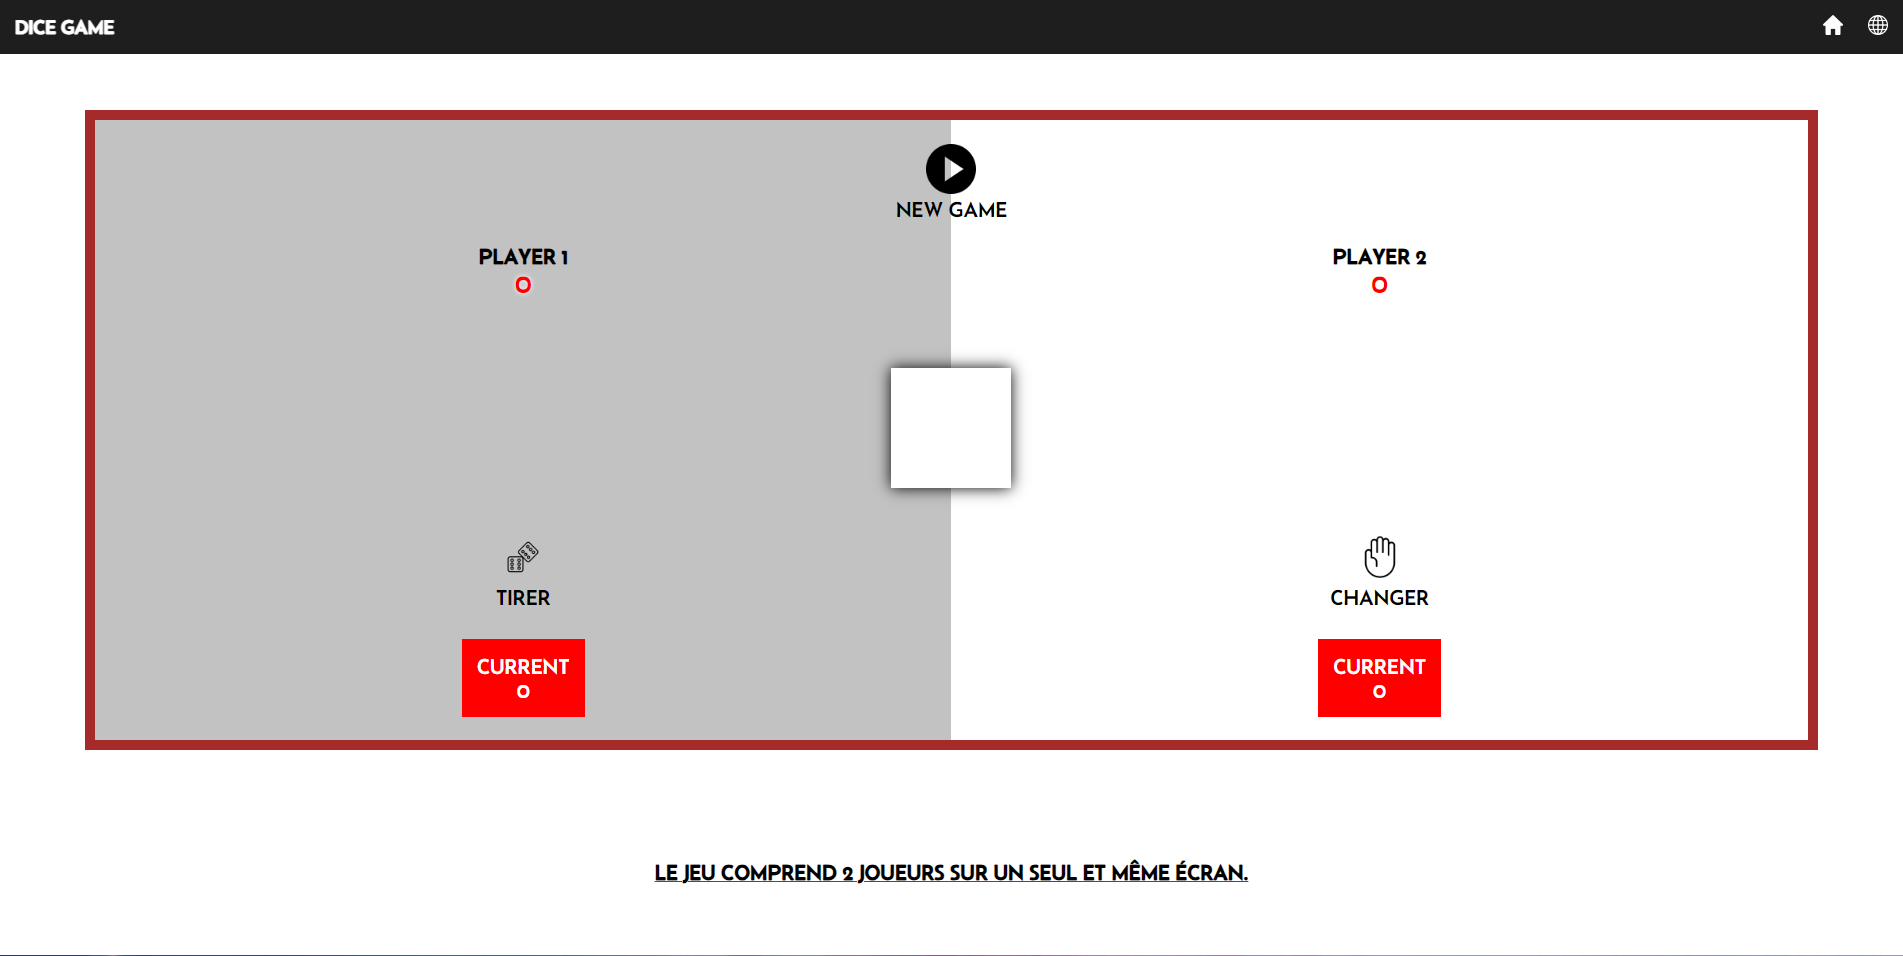 DICE GAME
NEW GAME
PLAYER 1
0
PLAYER 2
0
TIRER
CHANGER
CURRENT
0
CURRENT
0
LE JEU COMPREND 2 JOUEURS SUR UN SEUL ET MÊME ÉCRAN.